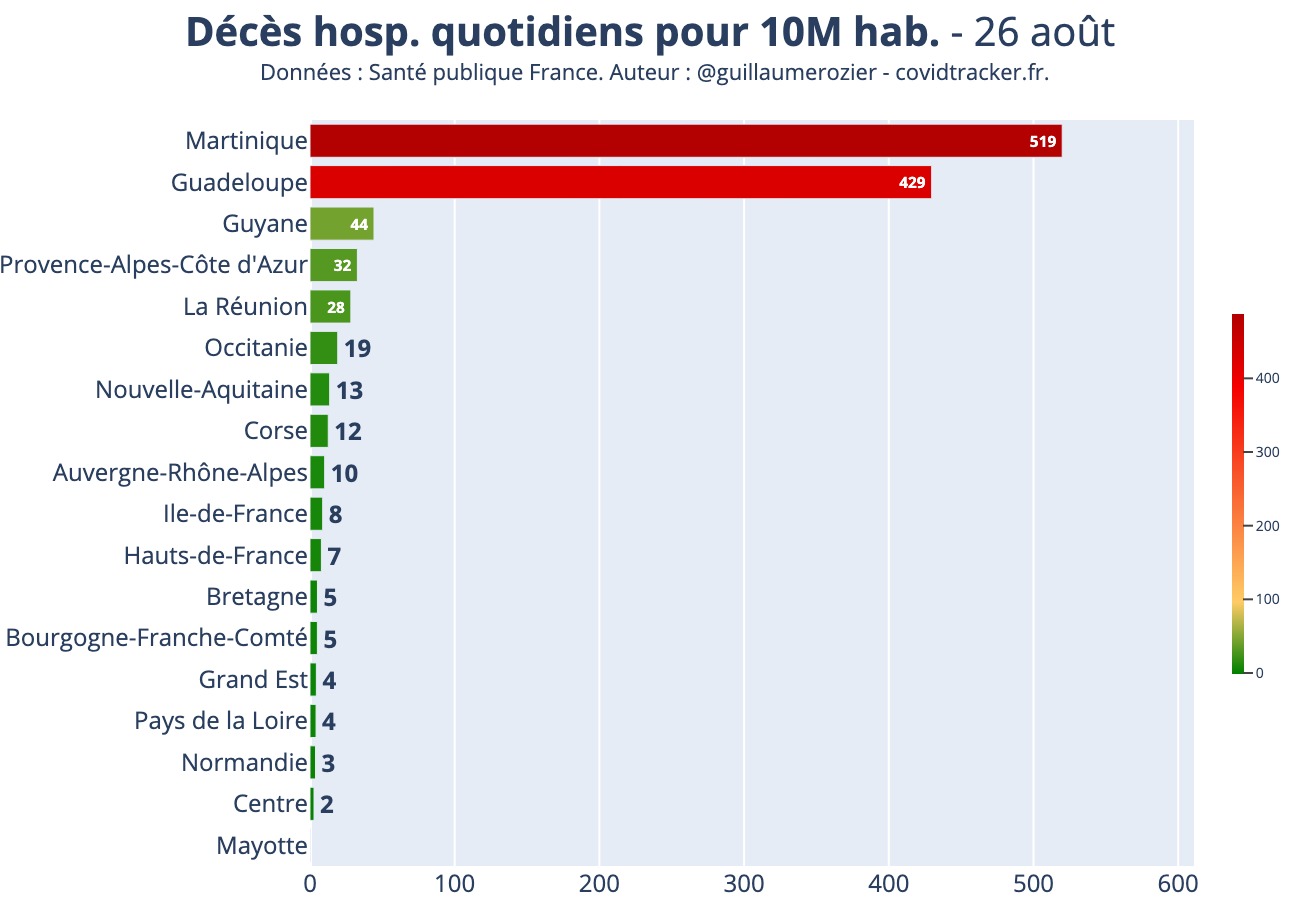 Décès hosp. quotidiens pour 10M hab. - 26 août
Données : Santé publique France. Auteur : @guillaumerozier - covidtracker.fr.
Martinique 519
Guadeloupe 429
Guyane 44
Provence-Alpes-Côte d'Azur 32
La Réunion 28
Occitanie 19
Nouvelle-Aquitaine 13
Corse 12
Auvergne-Rhône-Alpes 10
Ile-de-France 8
Hauts-de-France 7
Bretagne 5
Bourgogne-Franche-Comté 5
Grand Est 4
Pays de la Loire 4
Normandie 3
Centre 2
Mayotte
0 100 200 300 400 500 600
400
300
200
100
0